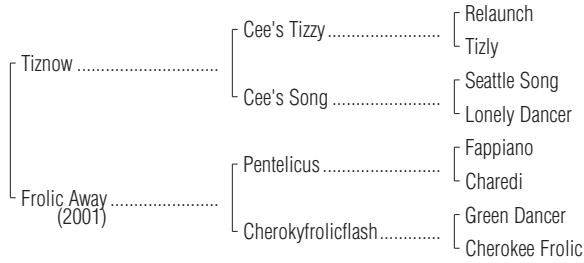 Relaunch
Cee's Tizzy
Tizly
Tiznow
Seattle Song
Cee's Song
Lonely Dancer
Fappiano
Pentelicus
Charedi
Frolic Away
(2001)
Green Dancer
Cherokyfrolicflash
Cherokee Frolic